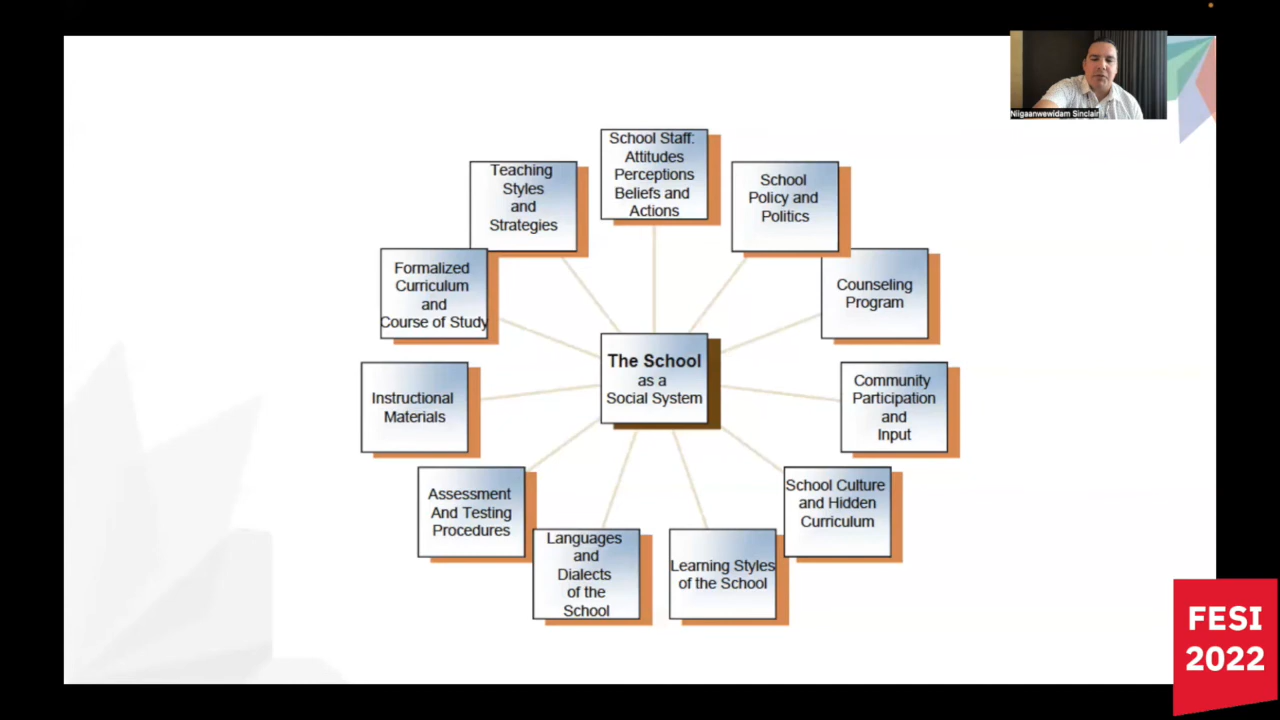 Niigaanwewidam Sinclair
School Staff:
Attitudes
Perceptions
Beliefs and
Actions
Teaching
Styles
and
Strategies
School
Policy and
Politics
Formalized
Curriculum
and
Course of Study
Counseling
Program
The School
as a
Social System
Instructional
Materials
Community
Participation
and
Input
Assessment
And Testing
Procedures
School Culture
and Hidden
Curriculum
Languages
and
Dialects
of the
School
Learning Styles
of the School
FESI
2022